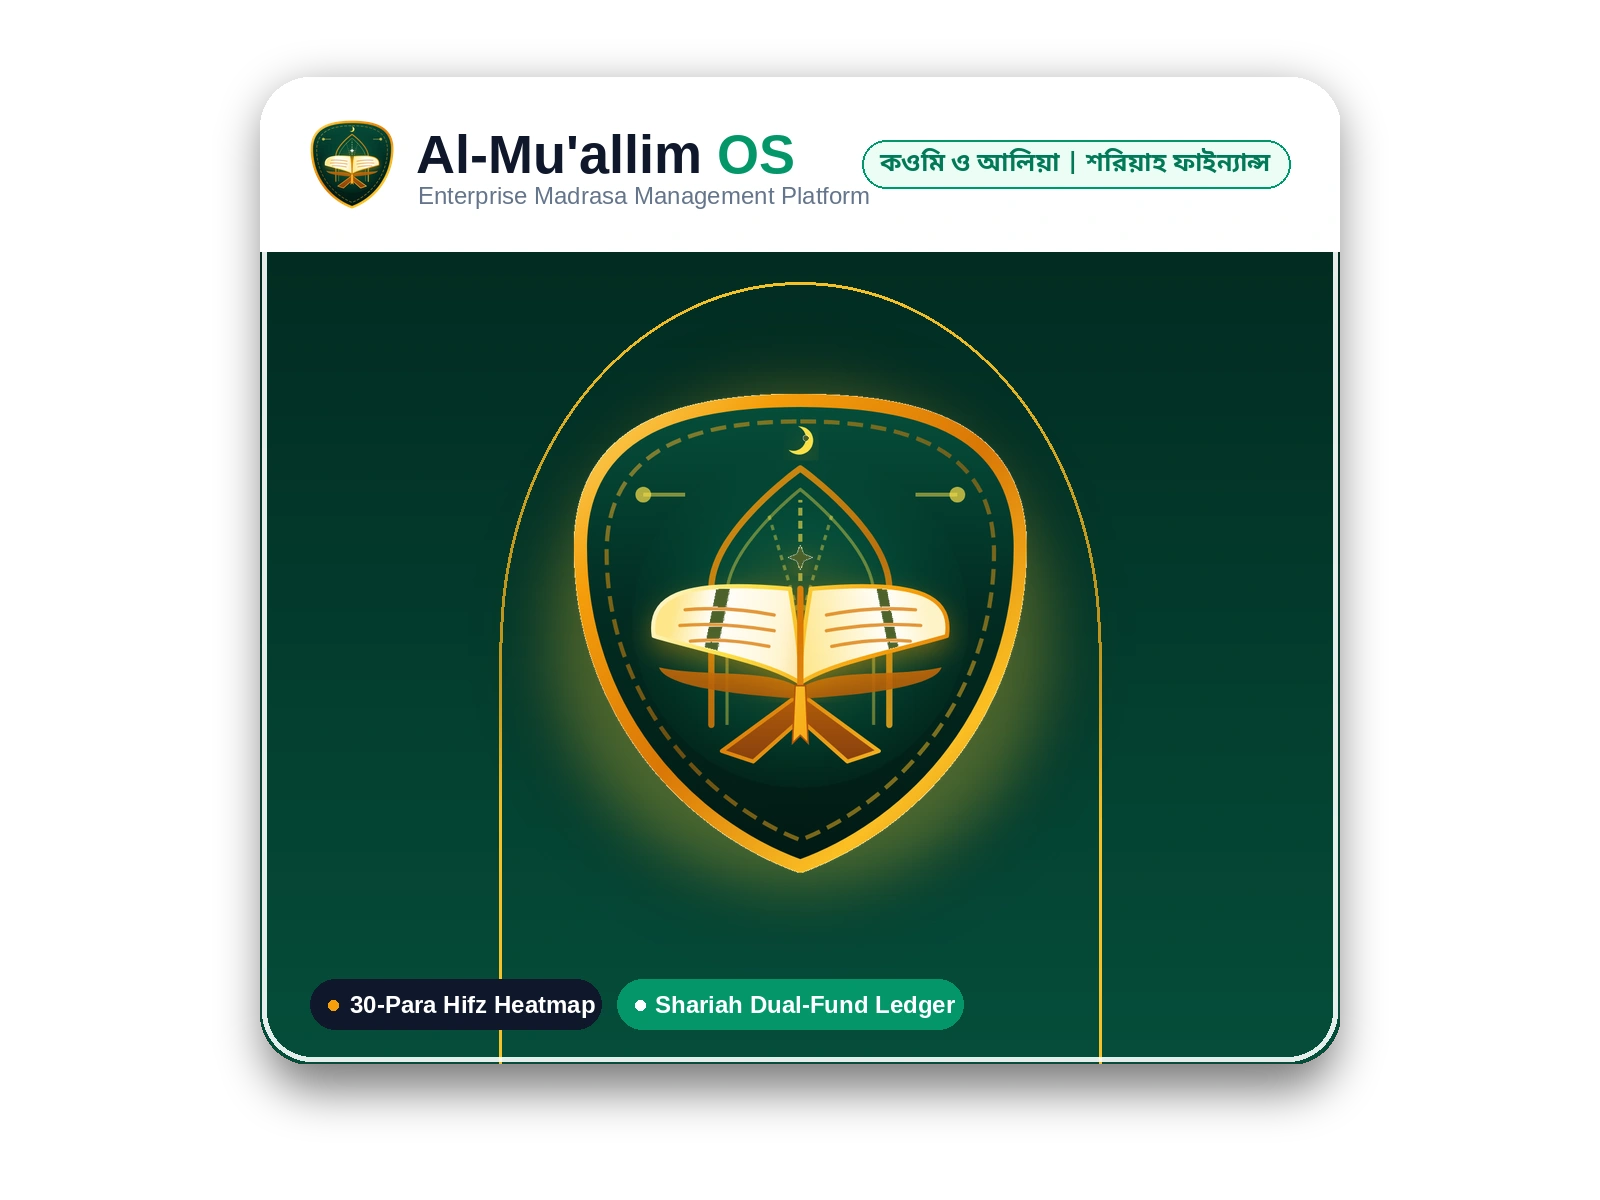 Al-Mu'allim OS
Enterprise Madrasa Management Platform
কওমি ও আলিয়া | শরিয়াহ ফাইন্যান্স
30-Para Hifz Heatmap
Shariah Dual-Fund Ledger